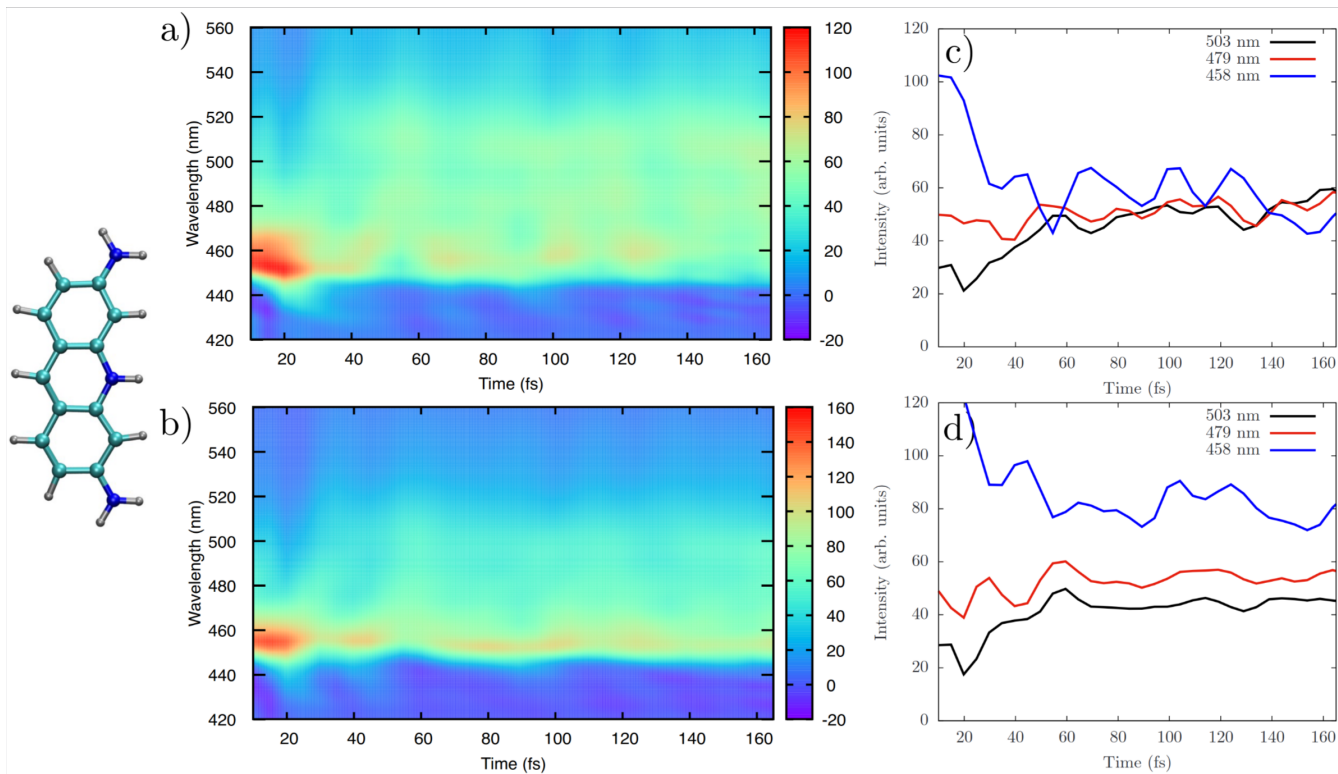 a)
560
540
520
500
480
460
440
420
Wavelength (nm)
20 40 60 80 100 120 140 160
Time (fs)
120
100
80
60
40
20
0
-20
b)
560
540
520
500
480
460
440
420
Wavelength (nm)
20 40 60 80 100 120 140 160
Time (fs)
160
140
120
100
80
60
40
20
0
-20
c)
503 nm
479 nm
458 nm
120
100
80
60
40
20
0
Intensity (arb. units)
20 40 60 80 100 120 140 160
Time (fs)
d)
503 nm
479 nm
458 nm
120
100
80
60
40
20
0
Intensity (arb. units)
20 40 60 80 100 120 140 160
Time (fs)